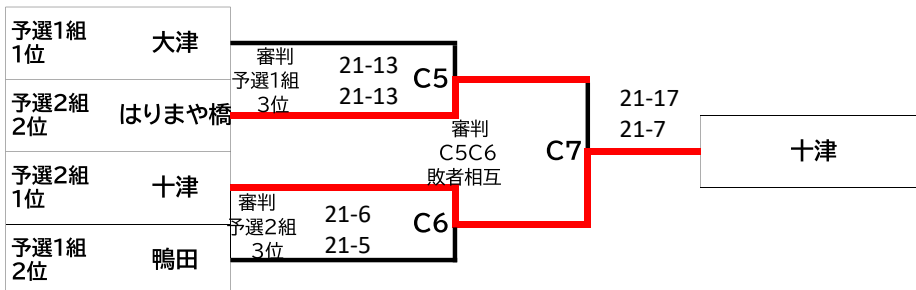 予選1組
1位
大津
予選2組
2位
はりまや橋
予選2組
1位
十津
予選1組
2位
鴨田
審判
予選1組
3位
21-13
21-13
C5
審判
予選2組
3位
21-6
21-5
C6
審判
C5C6
敗者相互
C7
21-17
21-7
十津